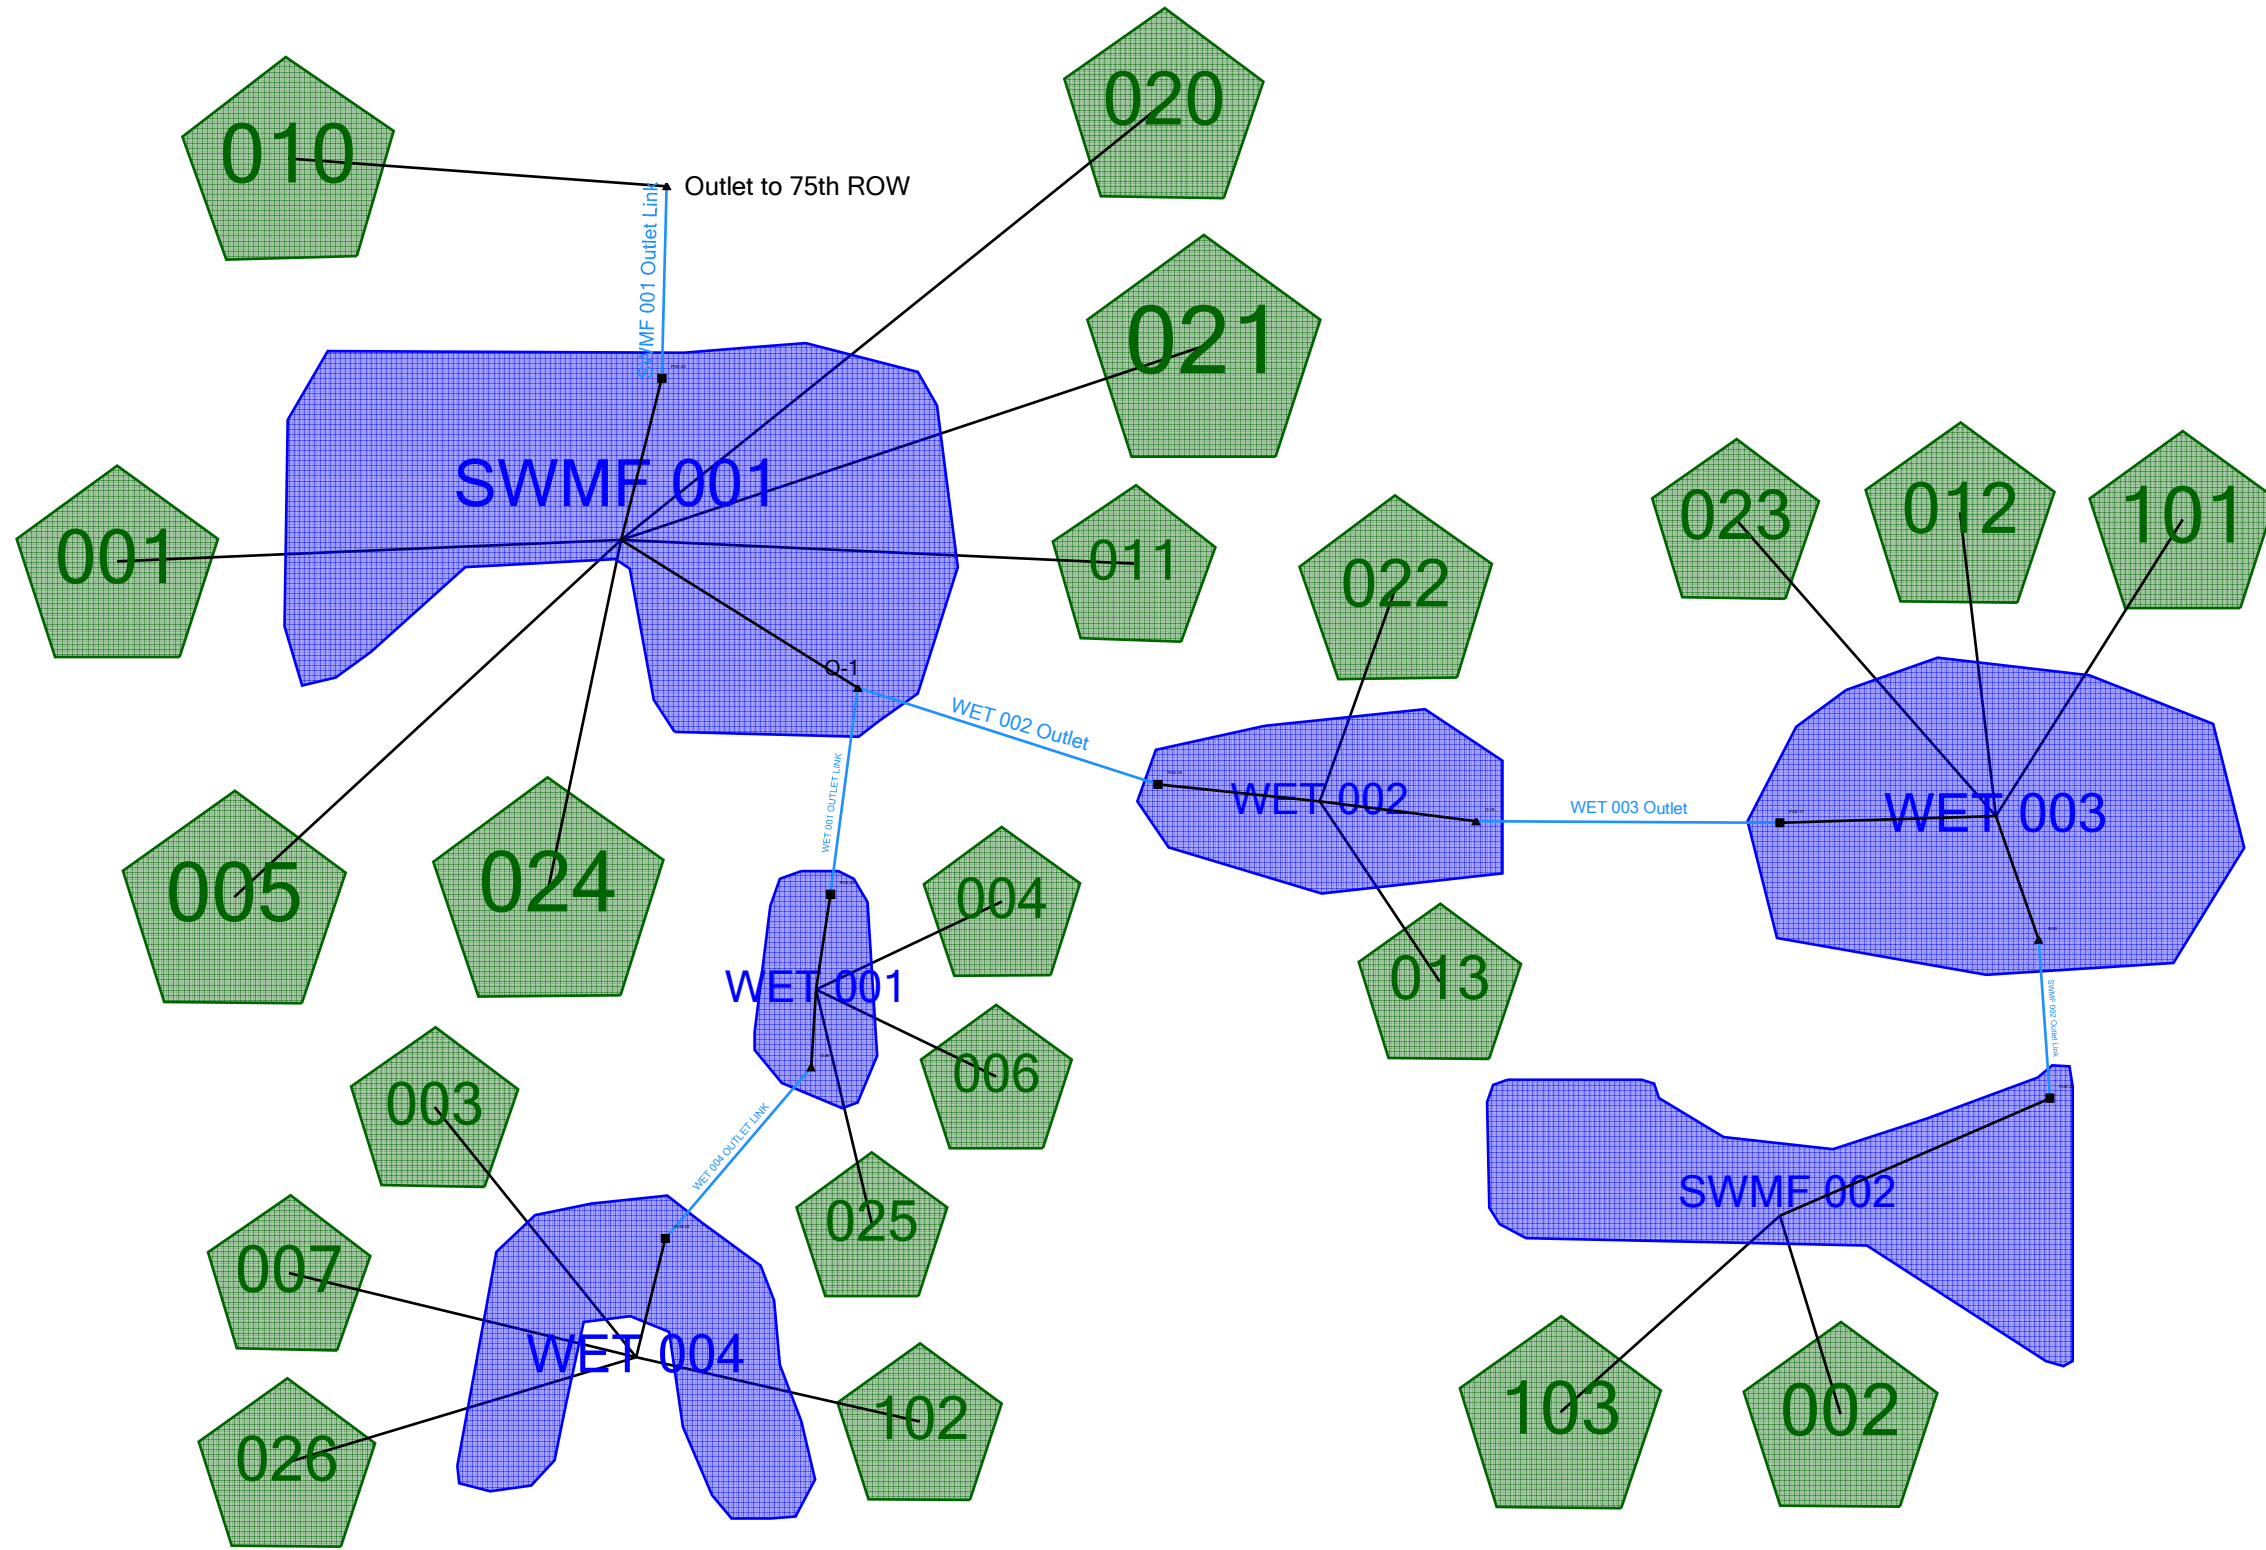 020
010
Outlet to 75th ROW
SWMF 001 Outlet Link
021
SWMF 001
023
012
101
001
011
022
O-1
WET 002 Outlet
WET 001 OUTLET LINK
WET 002
WET 003 Outlet
WET 003
005
024
004
WET 001
013
SWMF 002 Outlet Link
006
003
WET 004 OUTLET LINK
025
SWMF 002
007
WET 004
102
103
002
026